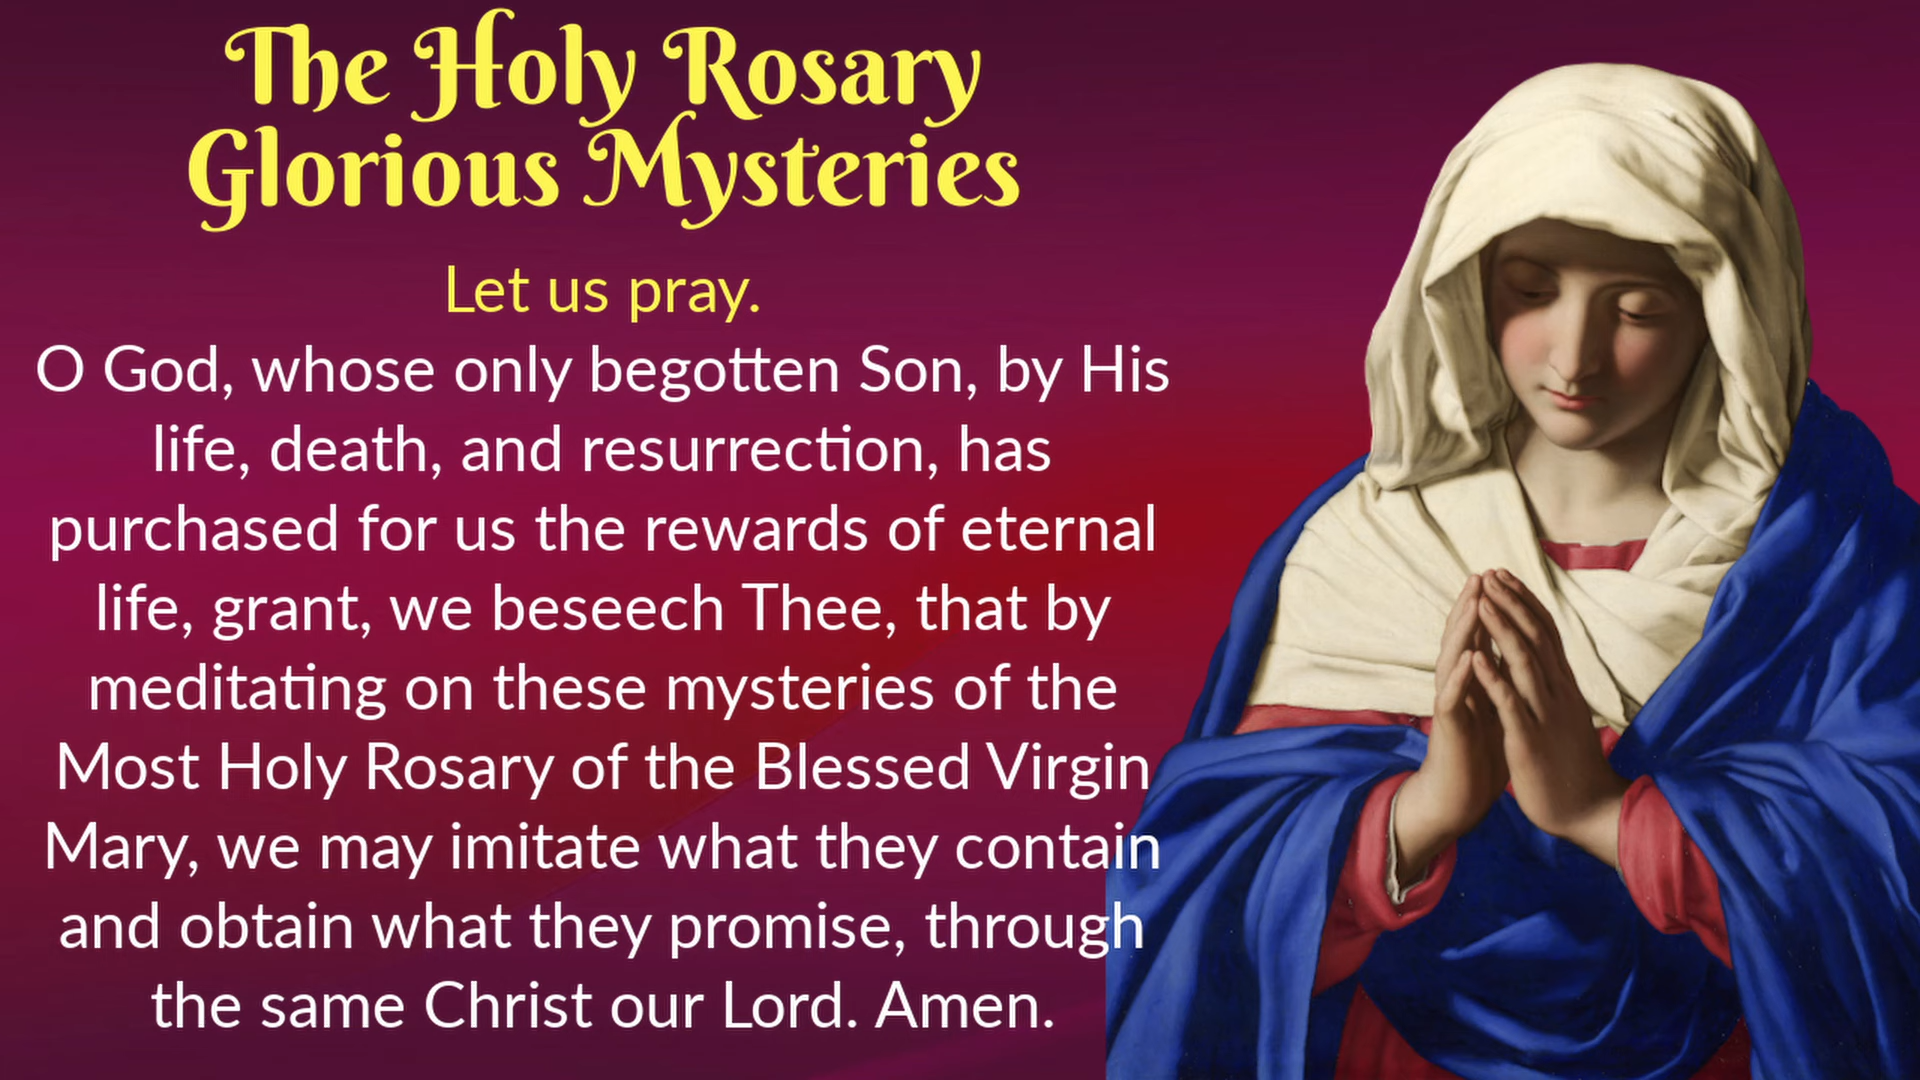 The Holy Rosary
Glorious Mysteries
Let us pray.
O God, whose only begotten Son, by His
life, death, and resurrection, has
purchased for us the rewards of eternal
life, grant, we beseech Thee, that by
meditating on these mysteries of the
Most Holy Rosary of the Blessed Virgin
Mary, we may imitate what they contain
and obtain what they promise, through
the same Christ our Lord. Amen.